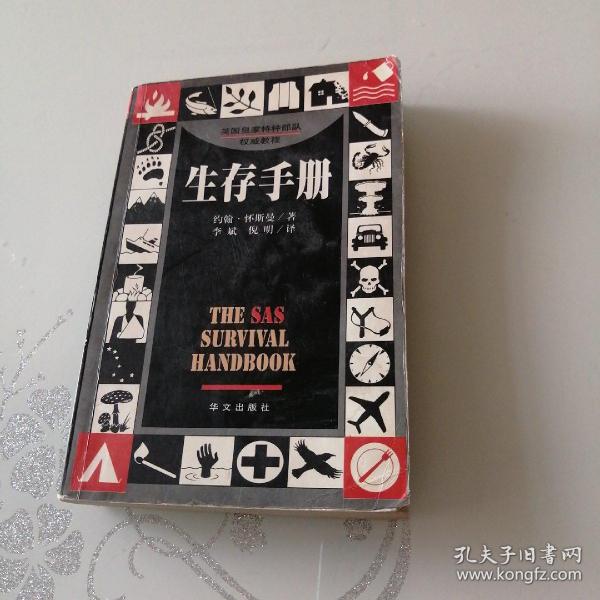 英国皇家特种部队
权威教程
生存手册
约翰·怀斯曼/著
李斌 倪明/译
THE SAS
SURVIVAL
HANDBOOK
华文出版社
孔夫子旧书网
www.kongfz.com